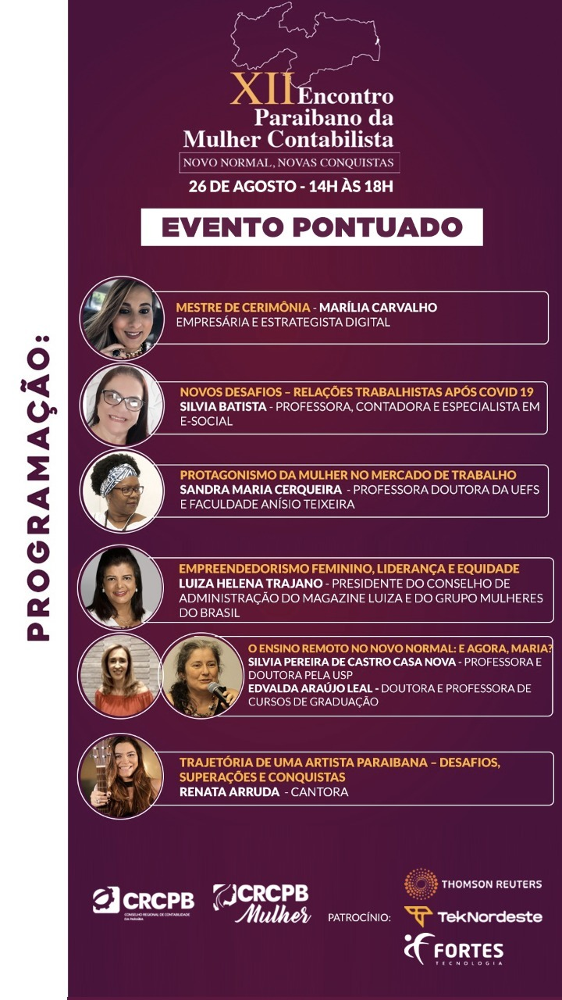 XII Encontro
Paraibano da
Mulher Contabilista
NOVO NORMAL, NOVAS CONQUISTAS
26 DE AGOSTO - 14H ÀS 18H
EVENTO PONTUADO
PROGRAMAÇÃO:
MESTRE DE CERIMÔNIA - MARÍLIA CARVALHO
EMPRESÁRIA E ESTRATEGISTA DIGITAL
NOVOS DESAFIOS – RELAÇÕES TRABALHISTAS APÓS COVID 19
SILVIA BATISTA - PROFESSORA, CONTADORA E ESPECIALISTA EM
E-SOCIAL
PROTAGONISMO DA MULHER NO MERCADO DE TRABALHO
SANDRA MARIA CERQUEIRA - PROFESSORA DOUTORA DA UEFS
E FACULDADE ANÍSIO TEIXEIRA
EMPREENDEDORISMO FEMININO, LIDERANÇA E EQUIDADE
LUIZA HELENA TRAJANO - PRESIDENTE DO CONSELHO DE
ADMINISTRAÇÃO DO MAGAZINE LUIZA E DO GRUPO MULHERES
DO BRASIL
O ENSINO REMOTO NO NOVO NORMAL: E AGORA, MARIA?
SILVIA PEREIRA DE CASTRO CASA NOVA - PROFESSORA E
DOUTORA PELA USP
EDVALDA ARAÚJO LEAL - DOUTORA E PROFESSORA DE
CURSOS DE GRADUAÇÃO
TRAJETÓRIA DE UMA ARTISTA PARAIBANA – DESAFIOS,
SUPERAÇÕES E CONQUISTAS
RENATA ARRUDA - CANTORA
CRCPB
CONSELHO REGIONAL DE CONTABILIDADE
DA PARAÍBA
CRCPB
Mulher
PATROCÍNIO:
THOMSON REUTERS
TekNordeste
FORTES
TECNOLOGIA